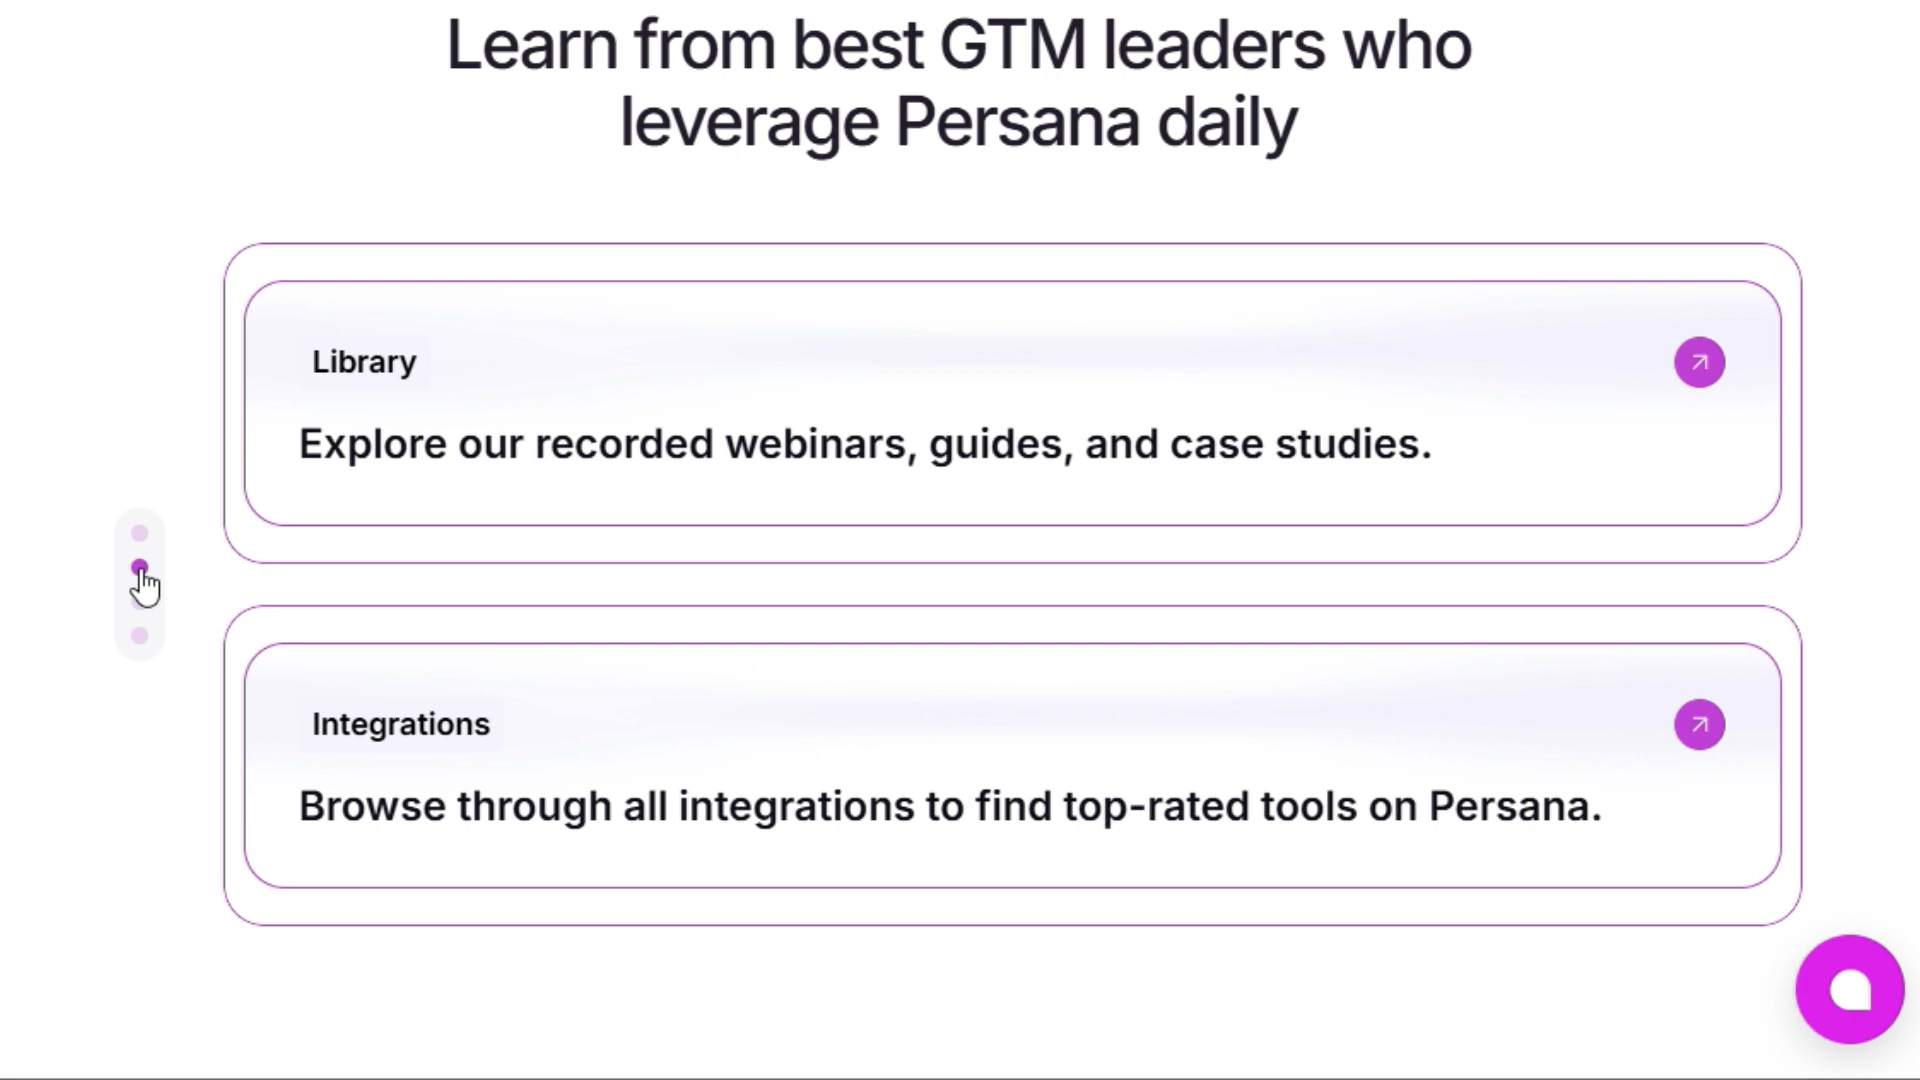 Learn from best GTM leaders who
leverage Persana daily
Library
Explore our recorded webinars, guides, and case studies.
Integrations
Browse through all integrations to find top-rated tools on Persana.